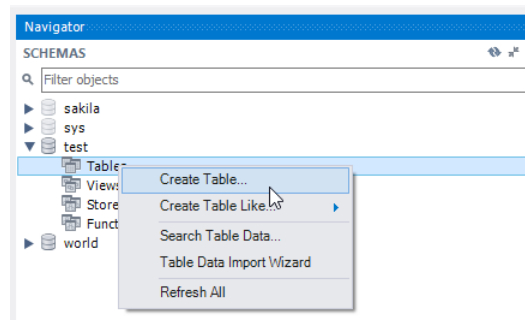 Navigator
SCHEMAS
Filter objects
sakila
sys
test
Tables
Views
Store
Funct
world
Create Table...
Create Table Like...
Search Table Data...
Table Data Import Wizard
Refresh All